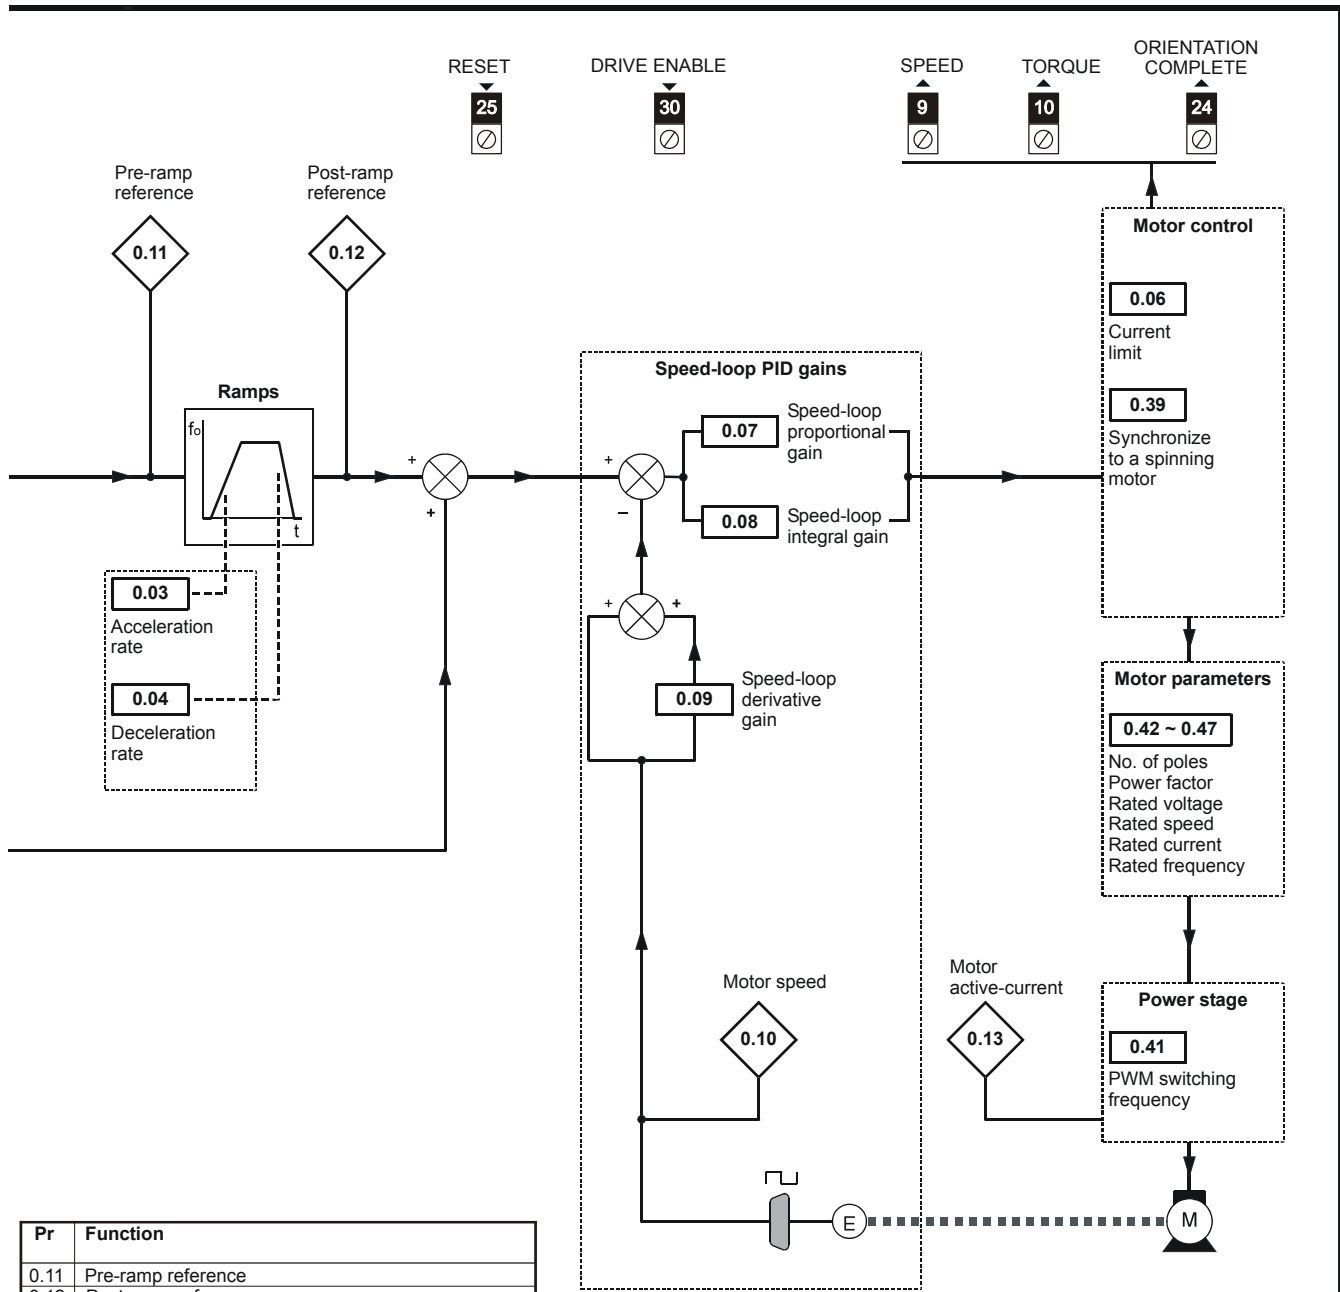 RESET
DRIVE ENABLE
SPEED
TORQUE
ORIENTATION
COMPLETE
25
30
9
10
24
Pre-ramp
reference
0.11
Post-ramp
reference
0.12
Ramps
fo
t
0.03
Acceleration
rate
0.04
Deceleration
rate
+
+
Speed-loop PID gains
+
−
0.07
Speed-loop
proportional
gain
0.08
Speed-loop
integral gain
+
+
0.09
Speed-loop
derivative
gain
Motor speed
0.10
E
Motor control
0.06
Current
limit
0.39
Synchronize
to a spinning
motor
Motor parameters
0.42 ~ 0.47
No. of poles
Power factor
Rated voltage
Rated speed
Rated current
Rated frequency
Motor
active-current
0.13
Power stage
0.41
PWM switching
frequency
M
Pr Function
0.11 Pre-ramp reference